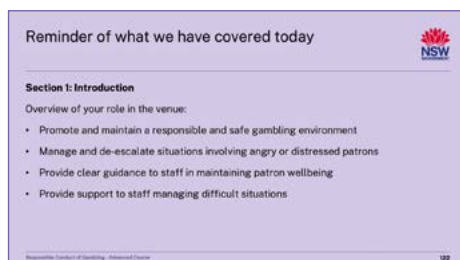 Reminder of what we have covered today
NSW
GOVERNMENT
Section 1: Introduction
Overview of your role in the venue:
• Promote and maintain a responsible and safe gambling environment
• Manage and de-escalate situations involving angry or distressed patrons
• Provide clear guidance to staff in maintaining patron wellbeing
• Provide support to staff managing difficult situations
Responsible Conduct of Gambling - Advanced Course